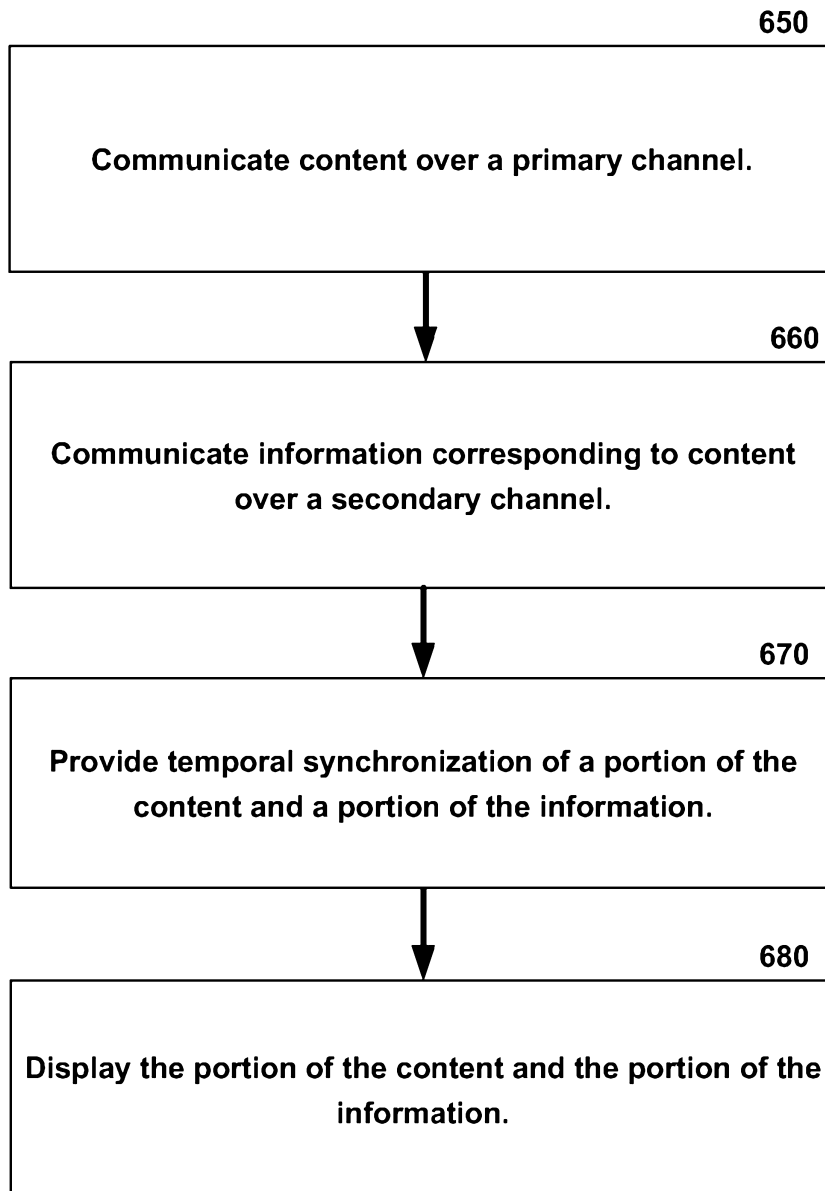 650
Communicate content over a primary channel.
660
Communicate information corresponding to content
over a secondary channel.
670
Provide temporal synchronization of a portion of the
content and a portion of the information.
680
Display the portion of the content and the portion of the
information.